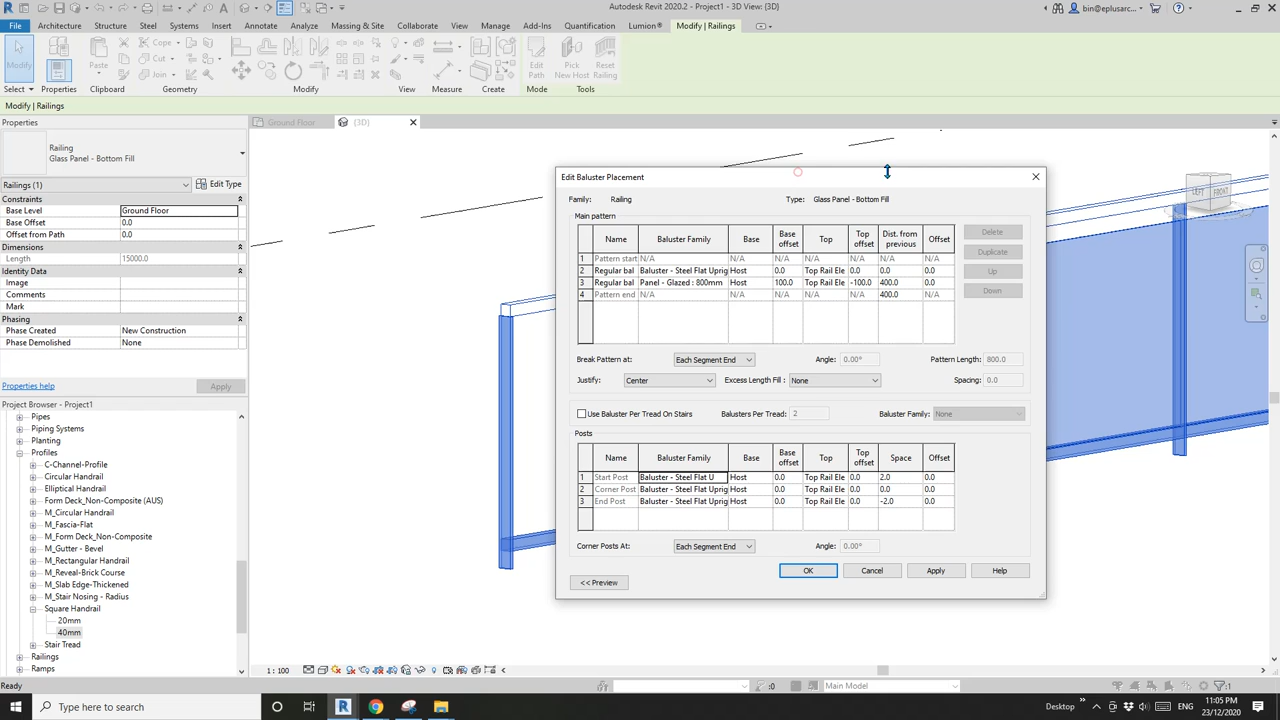 Autodesk Revit 2020.2 - Project1 - 3D View: {3D}
bin@eplusarc...
File Architecture Structure Steel Systems Insert Annotate Analyze Massing & Site Collaborate View Manage Add-Ins Quantification Lumion® Modify | Railings
Modify Paste Cope Cut Join Edit Path Pick New Host Reset Railing
Select Properties Clipboard Geometry Modify View Measure Create Mode Tools
Modify | Railings
Properties
Ground Floor {3D}
Railing
Glass Panel - Bottom Fill
Railings (1) Edit Type
Constraints
Base Level Ground Floor
Base Offset 0.0
Offset from Path 0.0
Dimensions
Length 15000.0
Identity Data
Image
Comments
Mark
Phasing
Phase Created New Construction
Phase Demolished None
Properties help Apply
Project Browser - Project1
Pipes
Piping Systems
Planting
Profiles
C-Channel-Profile
Circular Handrail
Elliptical Handrail
Form Deck_Non-Composite (AUS)
M_Circular Handrail
M_Fascia-Flat
M_Form Deck_Non-Composite
M_Gutter - Bevel
M_Rectangular Handrail
M_Reveal-Brick Course
M_Slab Edge-Thickened
M_Stair Nosing - Radius
Square Handrail
20mm
40mm
Stair Tread
Railings
Ramps
LEFT FRONT
Edit Baluster Placement
Family: Railing Type: Glass Panel - Bottom Fill
Main pattern
Name Baluster Family Base Base offset Top Top offset Dist. from previous Offset
1 Pattern start N/A N/A N/A N/A N/A N/A N/A
2 Regular bal Baluster - Steel Flat Uprig Host 0.0 Top Rail Ele 0.0 0.0 0.0
3 Regular bal Panel - Glazed : 800mm Host 100.0 Top Rail Ele -100.0 400.0 0.0
4 Pattern end N/A N/A N/A N/A N/A 400.0 N/A
Delete
Duplicate
Up
Down
Break Pattern at: Each Segment End Angle: 0.00° Pattern Length: 800.0
Justify: Center Excess Length Fill : None Spacing: 0.0
Use Baluster Per Tread On Stairs Balusters Per Tread: 2 Baluster Family: None
Posts
Name Baluster Family Base Base offset Top Top offset Space Offset
1 Start Post Baluster - Steel Flat U Host 0.0 Top Rail Ele 0.0 2.0 0.0
2 Corner Post Baluster - Steel Flat Uprig Host 0.0 Top Rail Ele 0.0 0.0 0.0
3 End Post Baluster - Steel Flat Uprig Host 0.0 Top Rail Ele 0.0 -2.0 0.0
Corner Posts At: Each Segment End Angle: 0.00°
OK Cancel Apply Help
<< Preview
1 : 100
Ready :0 Main Model :1
Type here to search
Desktop ENG 11:05 PM
23/12/2020